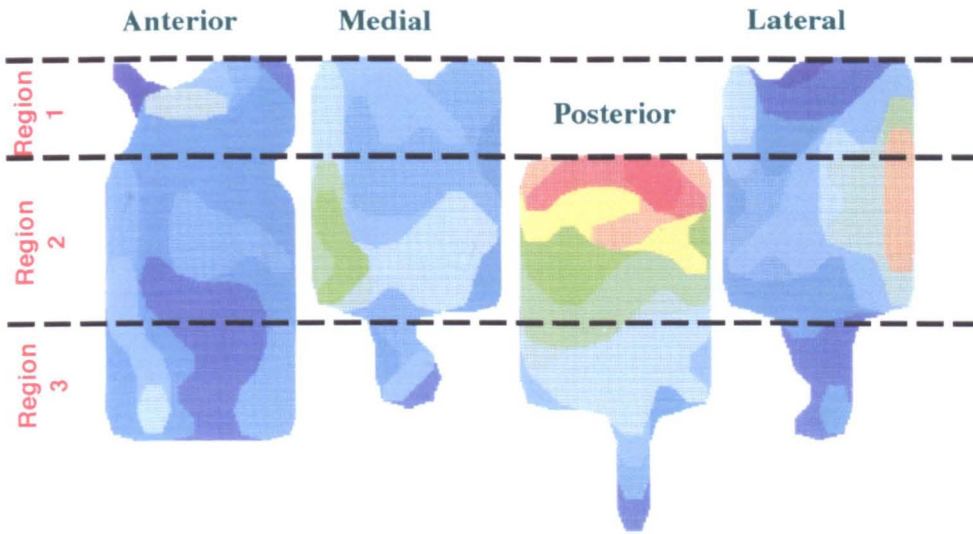 Anterior
Medial
Lateral
Region
1
Posterior
Region
2
Region
3